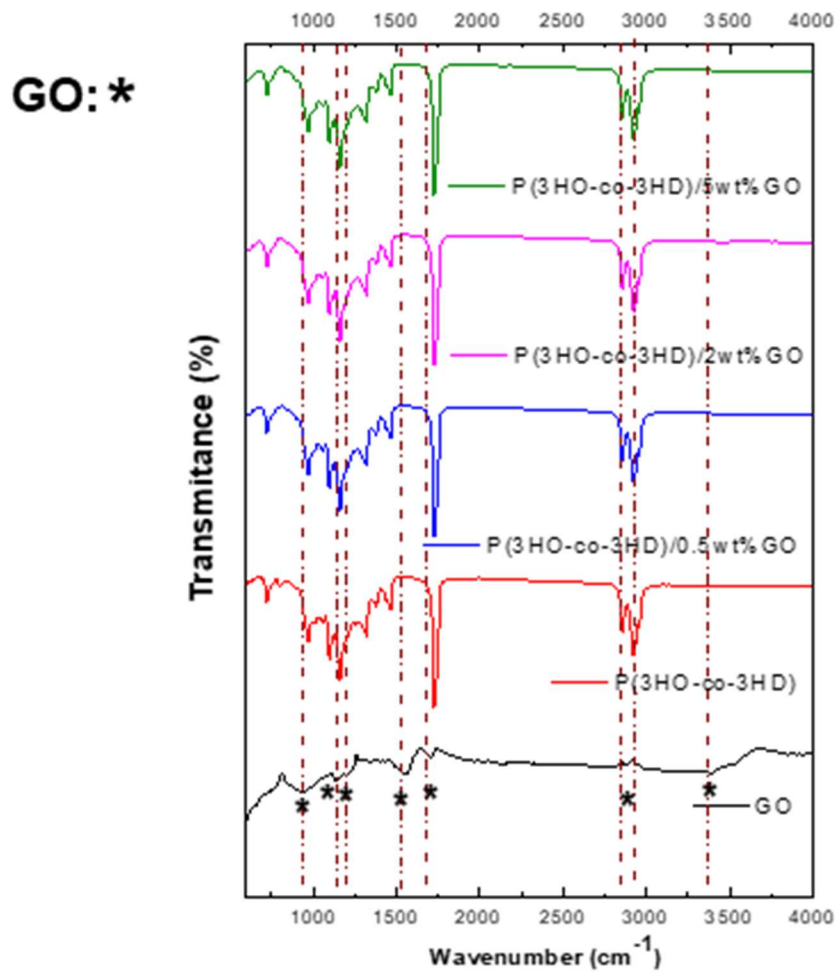 1000 1500 2000 2500 3000 3500 4000
GO: *
P(3HO-co-3HD)/5wt% GO
P(3HO-co-3HD)/2wt% GO
Transmitance (%)
P(3HO-co-3HD)/0.5wt% GO
P(3HO-co-3HD)
* * * * * * *
GO
1000 1500 2000 2500 3000 3500 4000
Wavenumber (cm⁻¹)